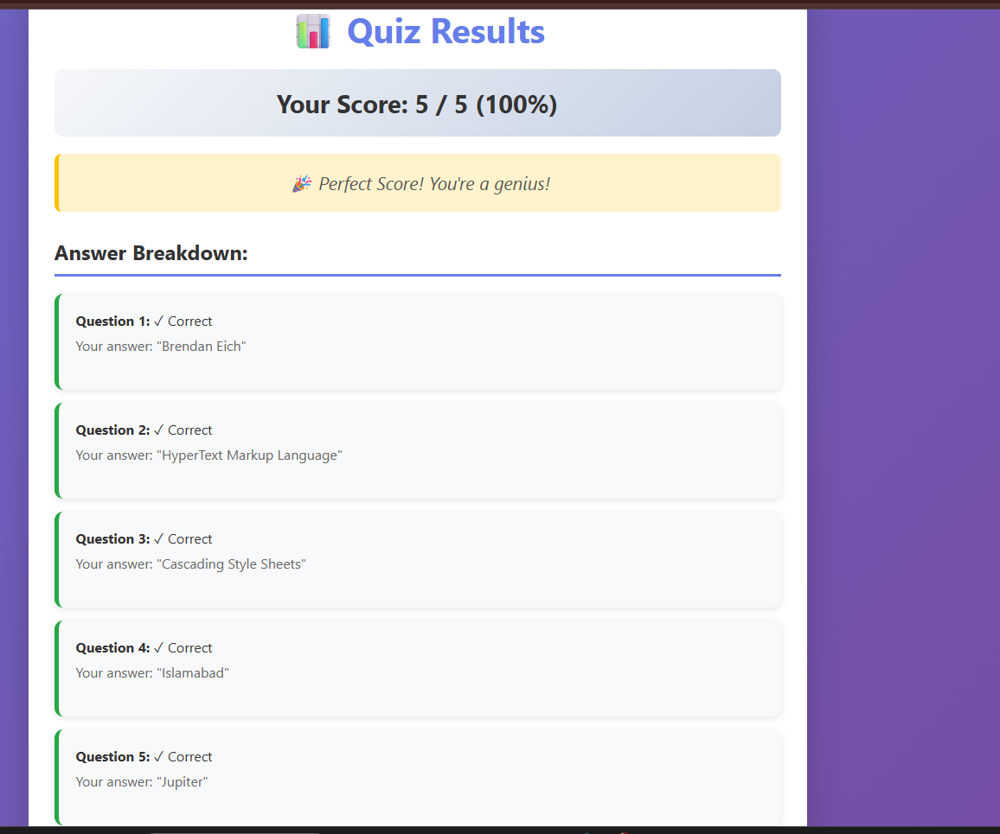 📊 Quiz Results
Your Score: 5 / 5 (100%)
🎉 Perfect Score! You're a genius!
Answer Breakdown:
Question 1: ✓ Correct
Your answer: "Brendan Eich"
Question 2: ✓ Correct
Your answer: "HyperText Markup Language"
Question 3: ✓ Correct
Your answer: "Cascading Style Sheets"
Question 4: ✓ Correct
Your answer: "Islamabad"
Question 5: ✓ Correct
Your answer: "Jupiter"